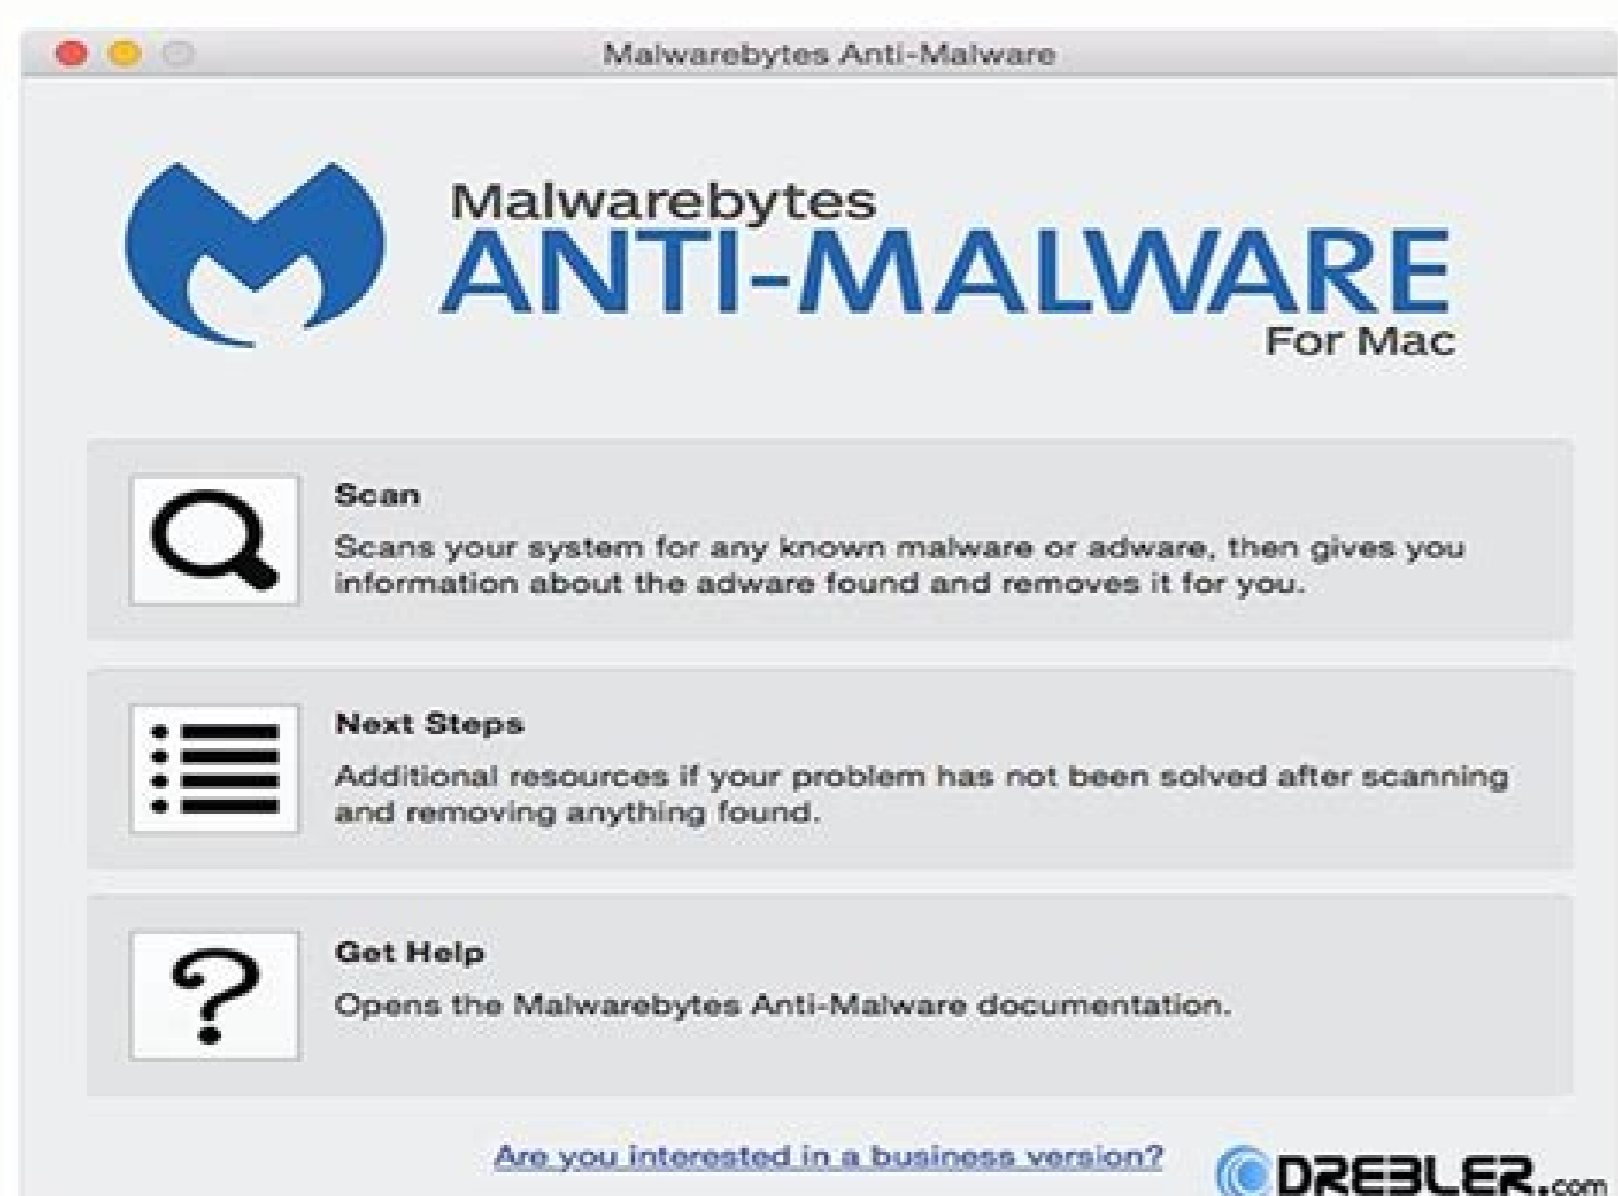 Malwarebytes Anti-Malware
Malwarebytes
ANTI-MALWARE
For Mac
Scan
Scans your system for any known malware or adware, then gives you
information about the adware found and removes it for you.
Next Steps
Additional resources if your problem has not been solved after scanning
and removing anything found.
?
Get Help
Opens the Malwarebytes Anti-Malware documentation.
Are you interested in a business version?
DREBLER.com